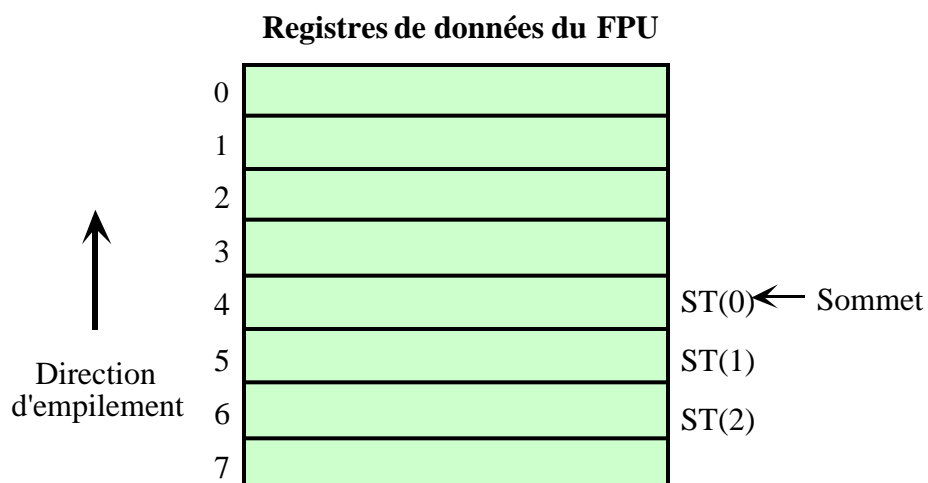 Registres de données du FPU
0
1
2
3
4 ST(0) Sommet
5 ST(1)
6 ST(2)
7
Direction
d'empilement